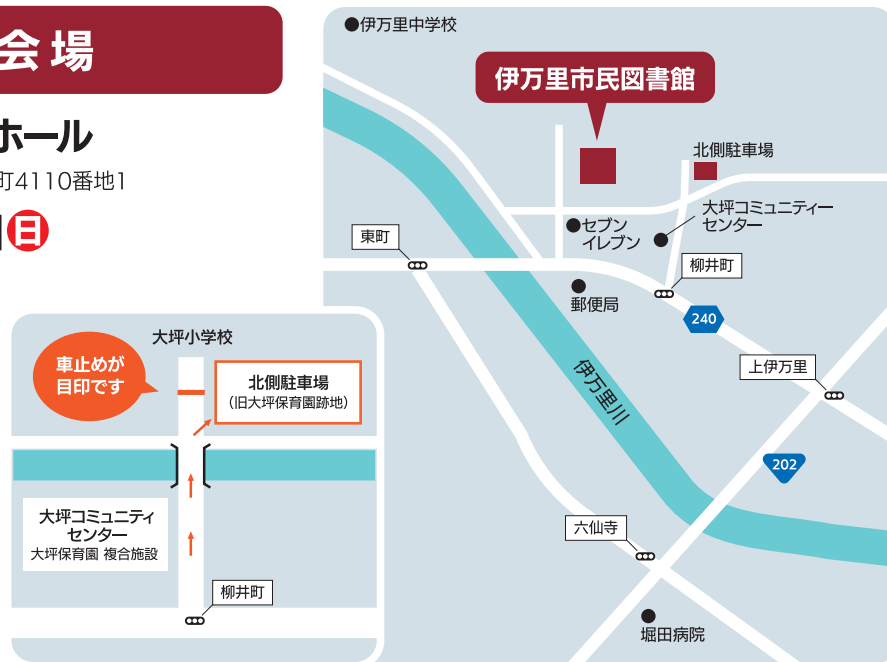 会場
ホール
町4110番地1
日
伊万里中学校
伊万里市民図書館
北側駐車場
大坪コミュニティー
センター
セブン
イレブン
東町
柳井町
郵便局
240
上伊万里
伊万里川
202
六仙寺
堀田病院
大坪小学校
車止めが
目印です
北側駐車場
（旧大坪保育園跡地）
大坪コミュニティ
センター
大坪保育園 複合施設
柳井町